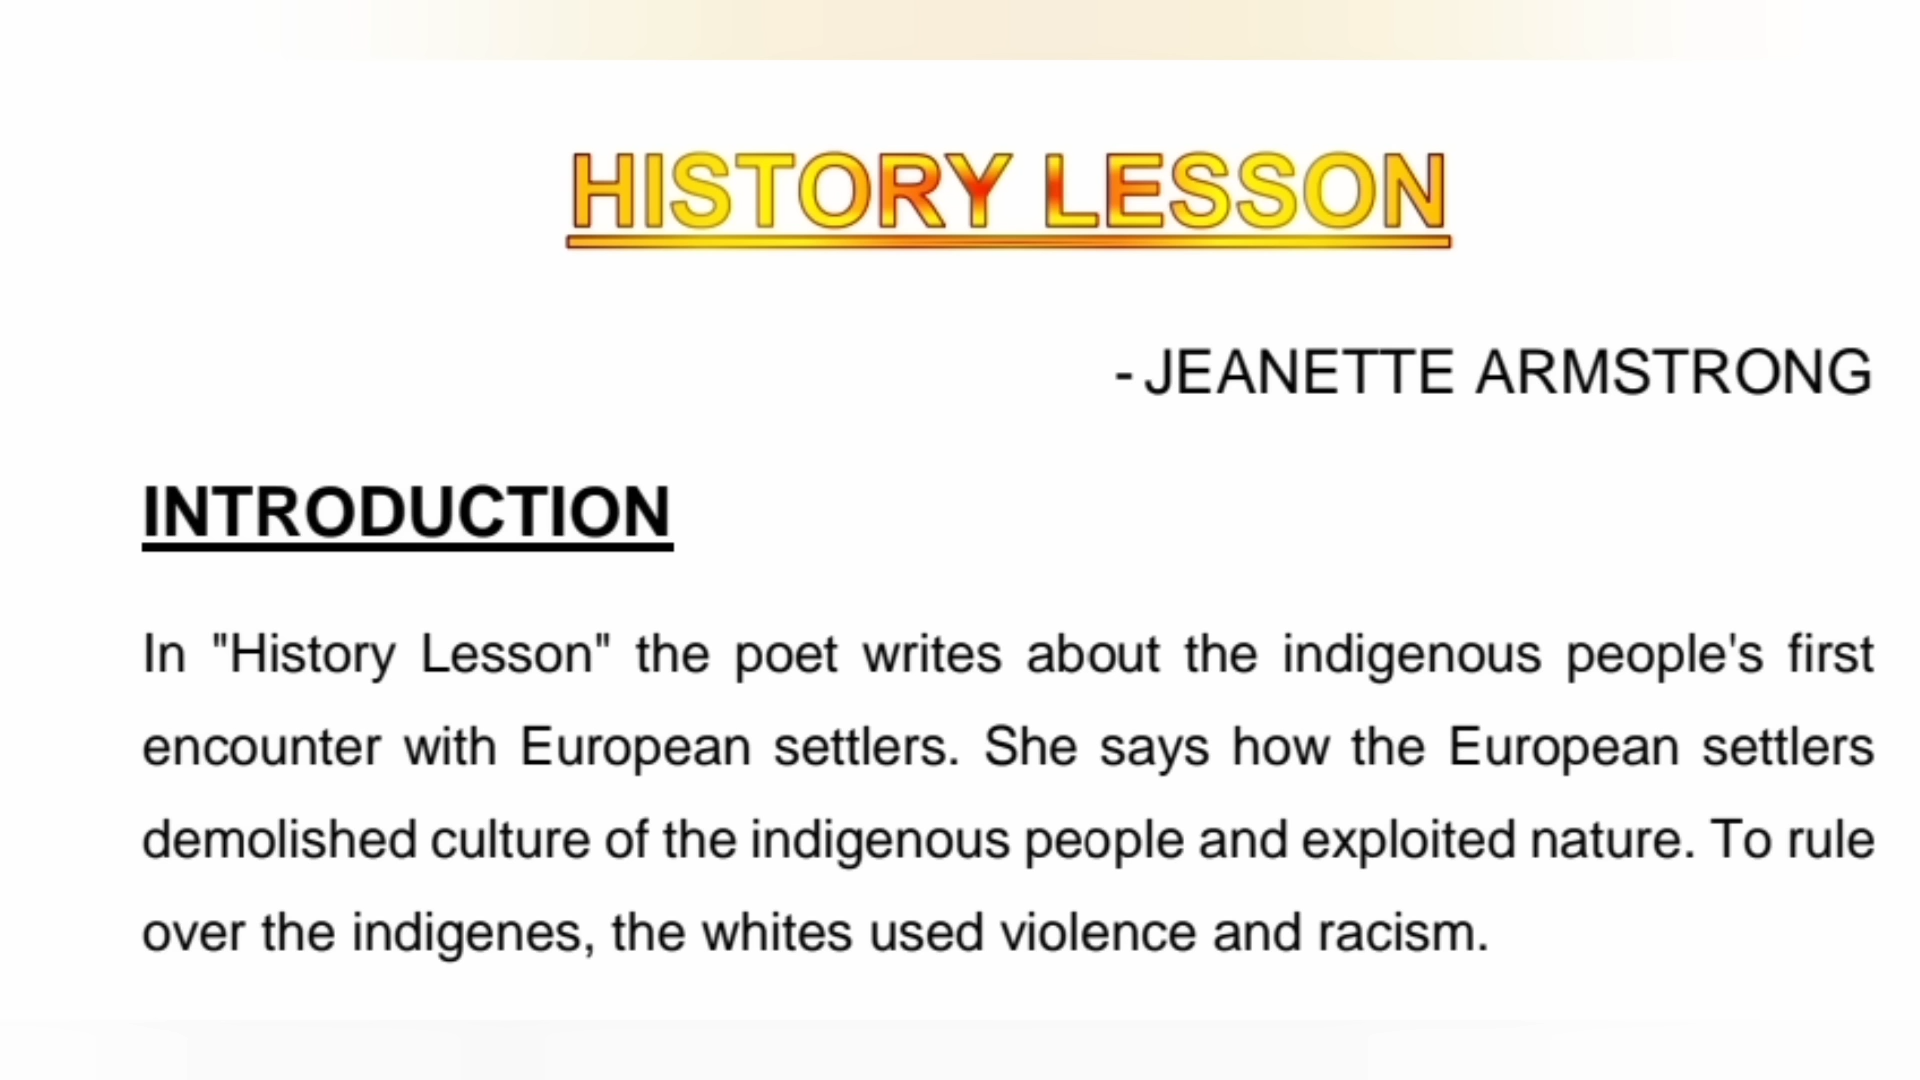 HISTORY LESSON
- JEANETTE ARMSTRONG
INTRODUCTION
In "History Lesson" the poet writes about the indigenous people's first
encounter with European settlers. She says how the European settlers
demolished culture of the indigenous people and exploited nature. To rule
over the indigenes, the whites used violence and racism.